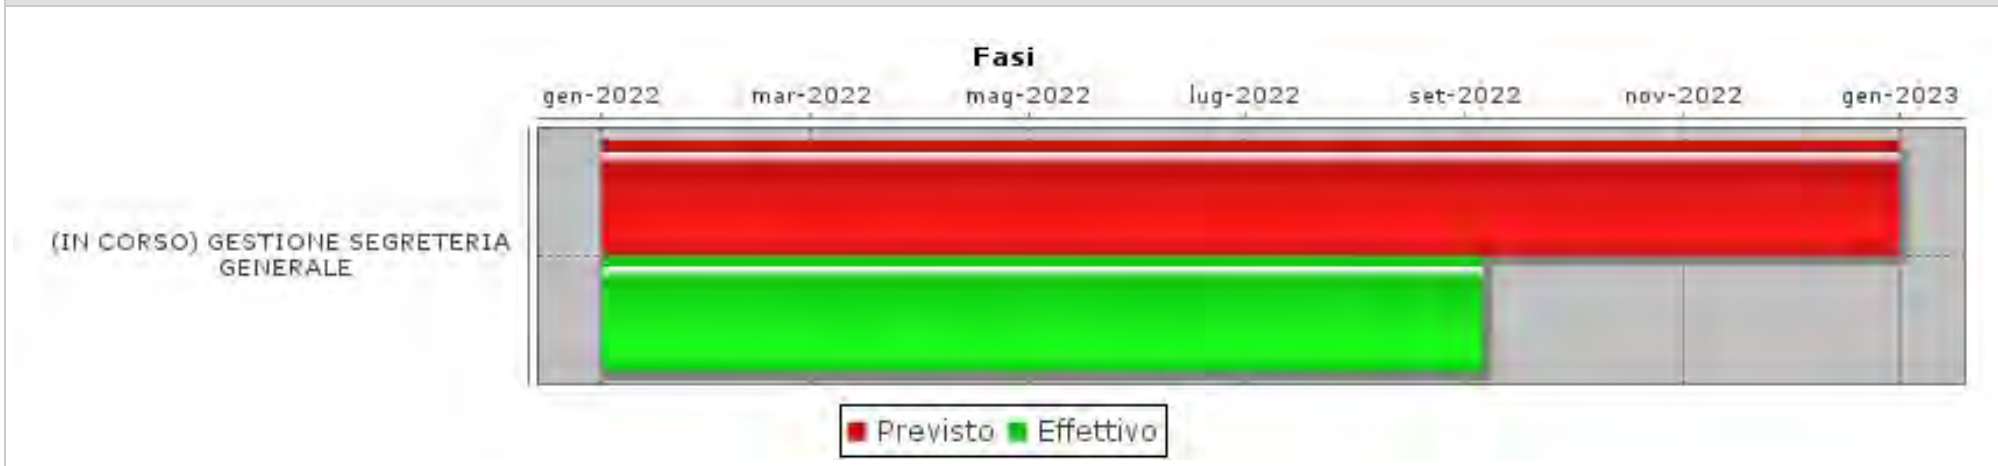 Fasi
gen-2022 mar-2022 mag-2022 lug-2022 set-2022 nov-2022 gen-2023
(IN CORSO) GESTIONE SEGRETERIA
GENERALE
Previsto Effettivo